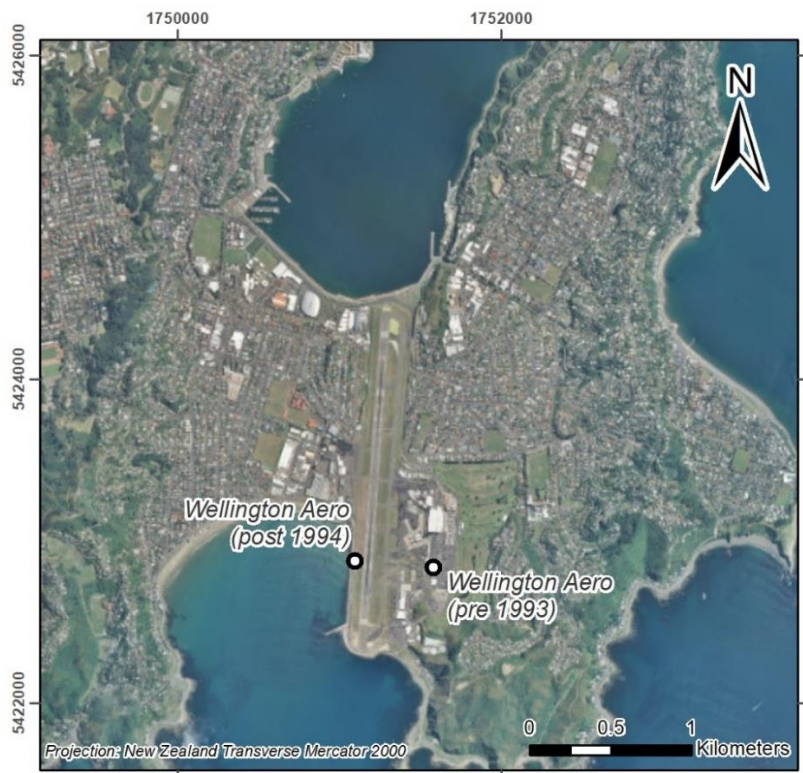 1750000
1752000
5426000
N
5424000
Wellington Aero
(post 1994)
Wellington Aero
(pre 1993)
5422000
0
0.5
1
Kilometers
Projection: New Zealand Transverse Mercator 2000